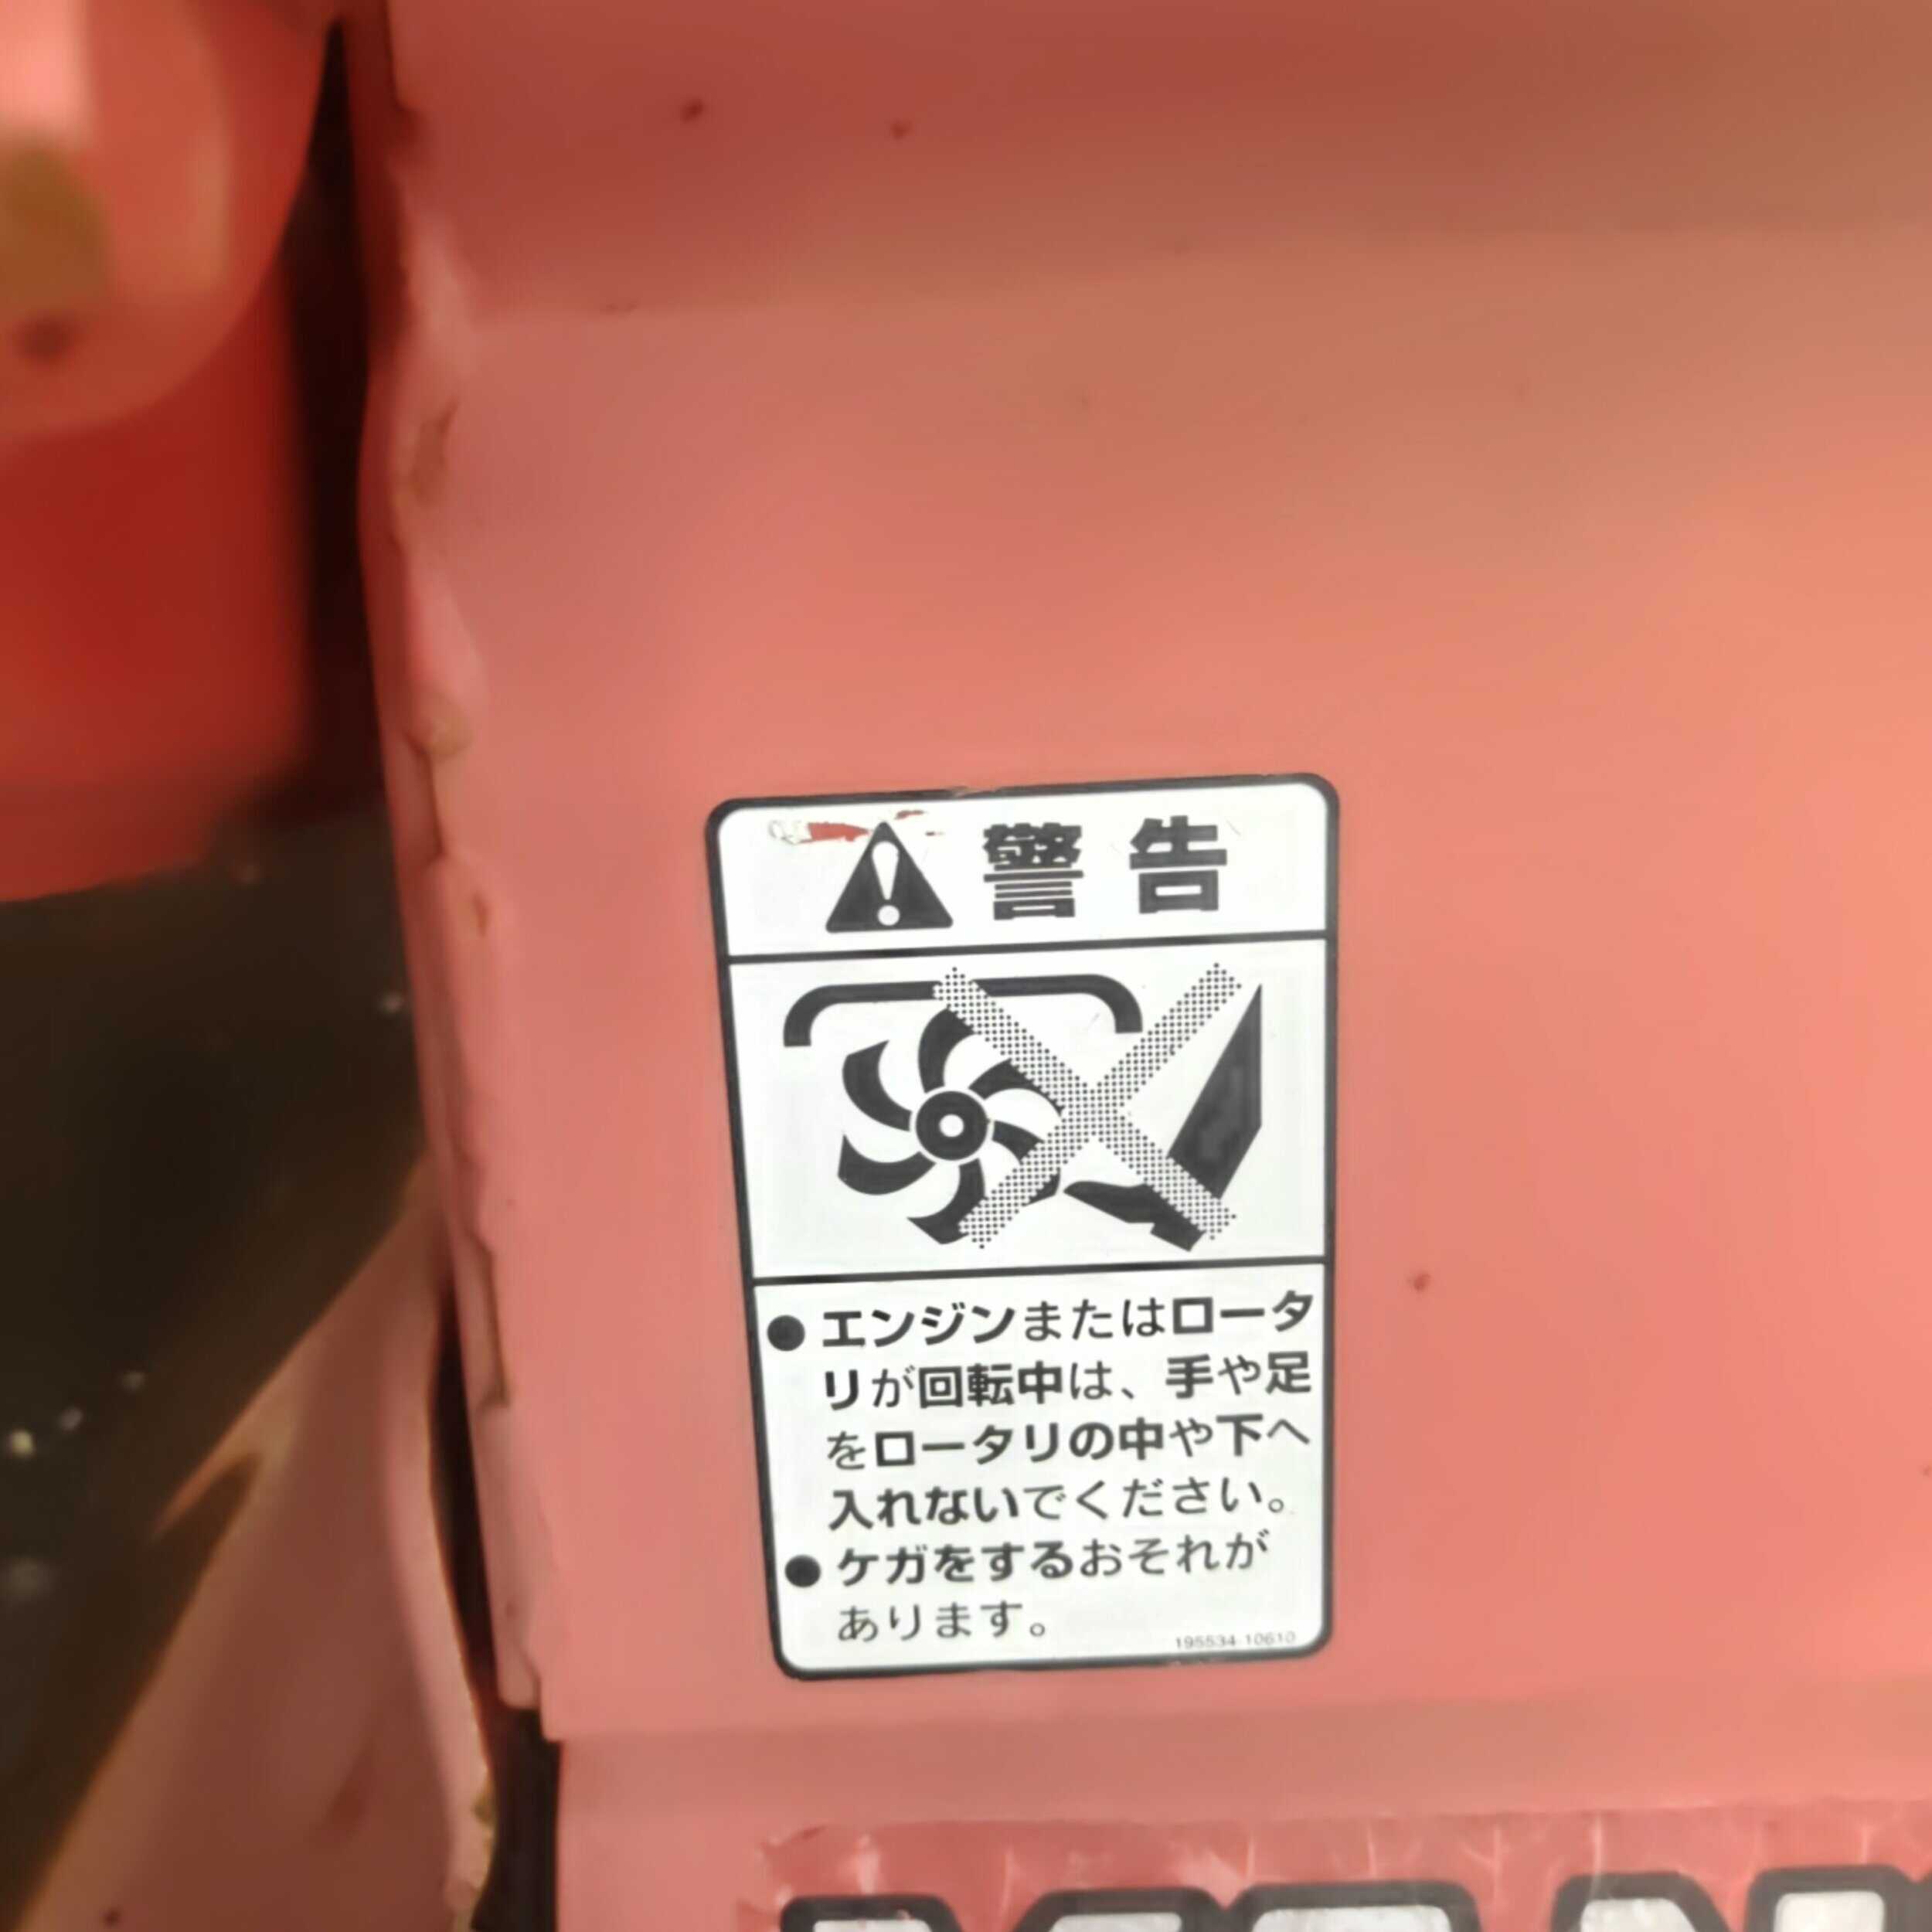 警告
●エンジンまたはロータ
リが回転中は、手や足
をロータリの中や下へ
入れないでください。
●ケガをするおそれが
あります。
195534-10610